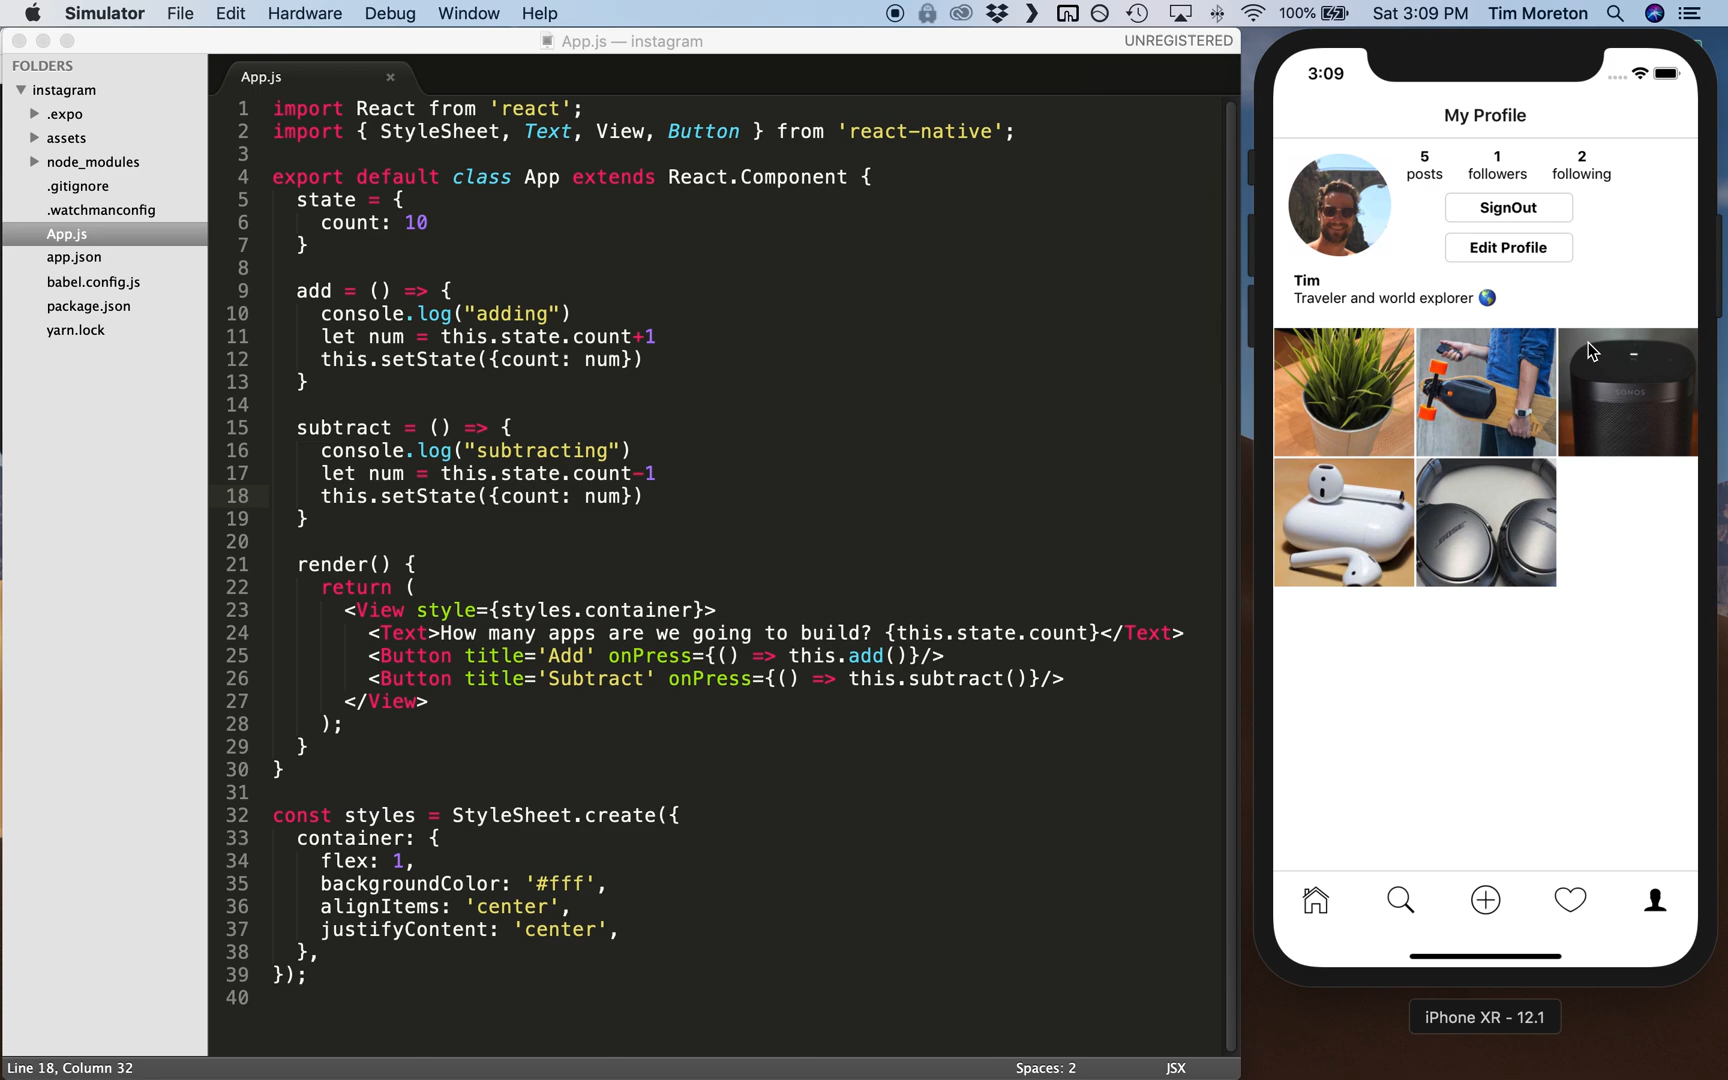 Simulator File Edit Hardware Debug Window Help 100% Sat 3:09 PM Tim Moreton
App.js — instagram UNREGISTERED
FOLDERS
instagram
.expo
assets
node_modules
.gitignore
.watchmanconfig
App.js
app.json
babel.config.js
package.json
yarn.lock
App.js ×
1 import React from 'react';
2 import { StyleSheet, Text, View, Button } from 'react-native';
3
4 export default class App extends React.Component {
5 state = {
6 count: 10
7 }
8
9 add = () => {
10 console.log("adding")
11 let num = this.state.count+1
12 this.setState({count: num})
13 }
14
15 subtract = () => {
16 console.log("subtracting")
17 let num = this.state.count-1
18 this.setState({count: num})
19 }
20
21 render() {
22 return (
23 <View style={styles.container}>
24 <Text>How many apps are we going to build? {this.state.count}</Text>
25 <Button title='Add' onPress={() => this.add()}/>
26 <Button title='Subtract' onPress={() => this.subtract()}/>
27 </View>
28 );
29 }
30 }
31
32 const styles = StyleSheet.create({
33 container: {
34 flex: 1,
35 backgroundColor: '#fff',
36 alignItems: 'center',
37 justifyContent: 'center',
38 },
39 });
40
Line 18, Column 32 Spaces: 2 JSX
3:09
My Profile
5 1 2
posts followers following
SignOut
Edit Profile
Tim
Traveler and world explorer 🌎
SONOS
BOSE
iPhone XR - 12.1